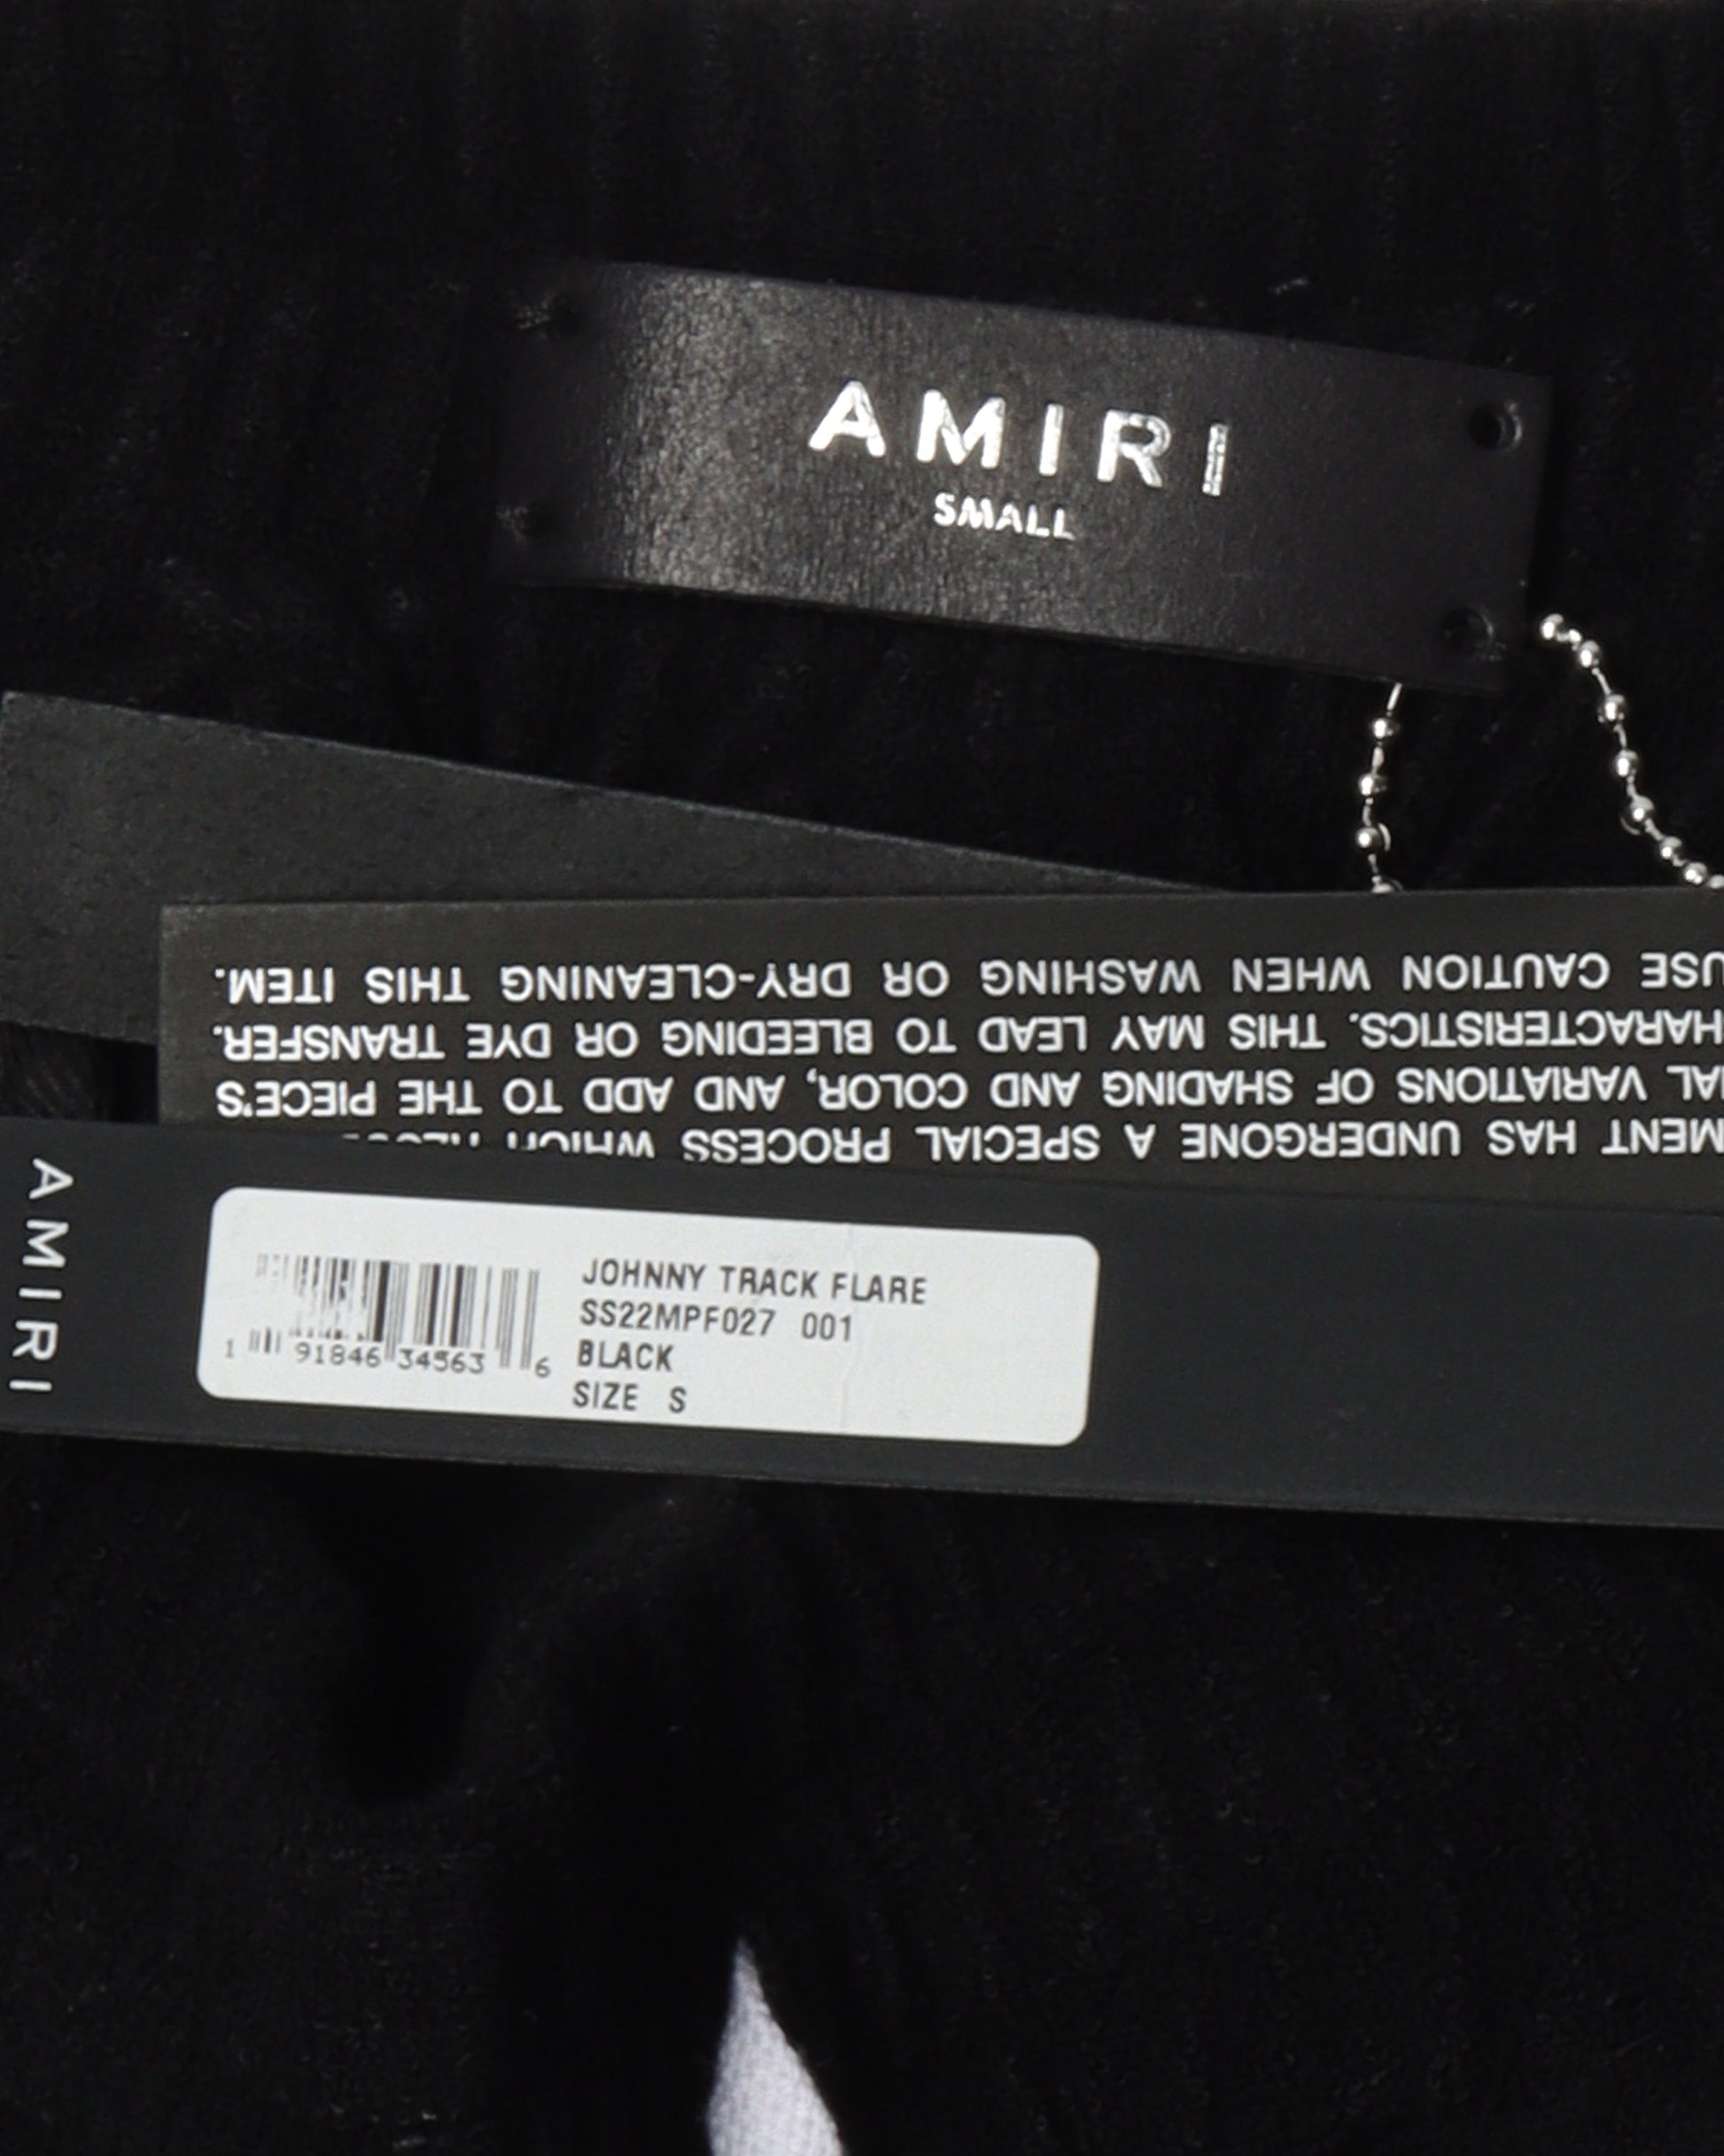 AMIRI
SMALL
MENT HAS UNDERGONE A SPECIAL PROCESS WHICH
VARIATIONS OF SHADING AND COLOR, AND ADD TO THE PIECE'S
HARACTERISTICS. THIS MAY LEAD TO BLEEDING OR DYE TRANSFER.
USE CAUTION WHEN WASHING OR DRY-CLEANING THIS ITEM.
AMIRI
JOHNNY TRACK FLARE
SS22MPF027 001
BLACK
SIZE S
1 91846 34563 6